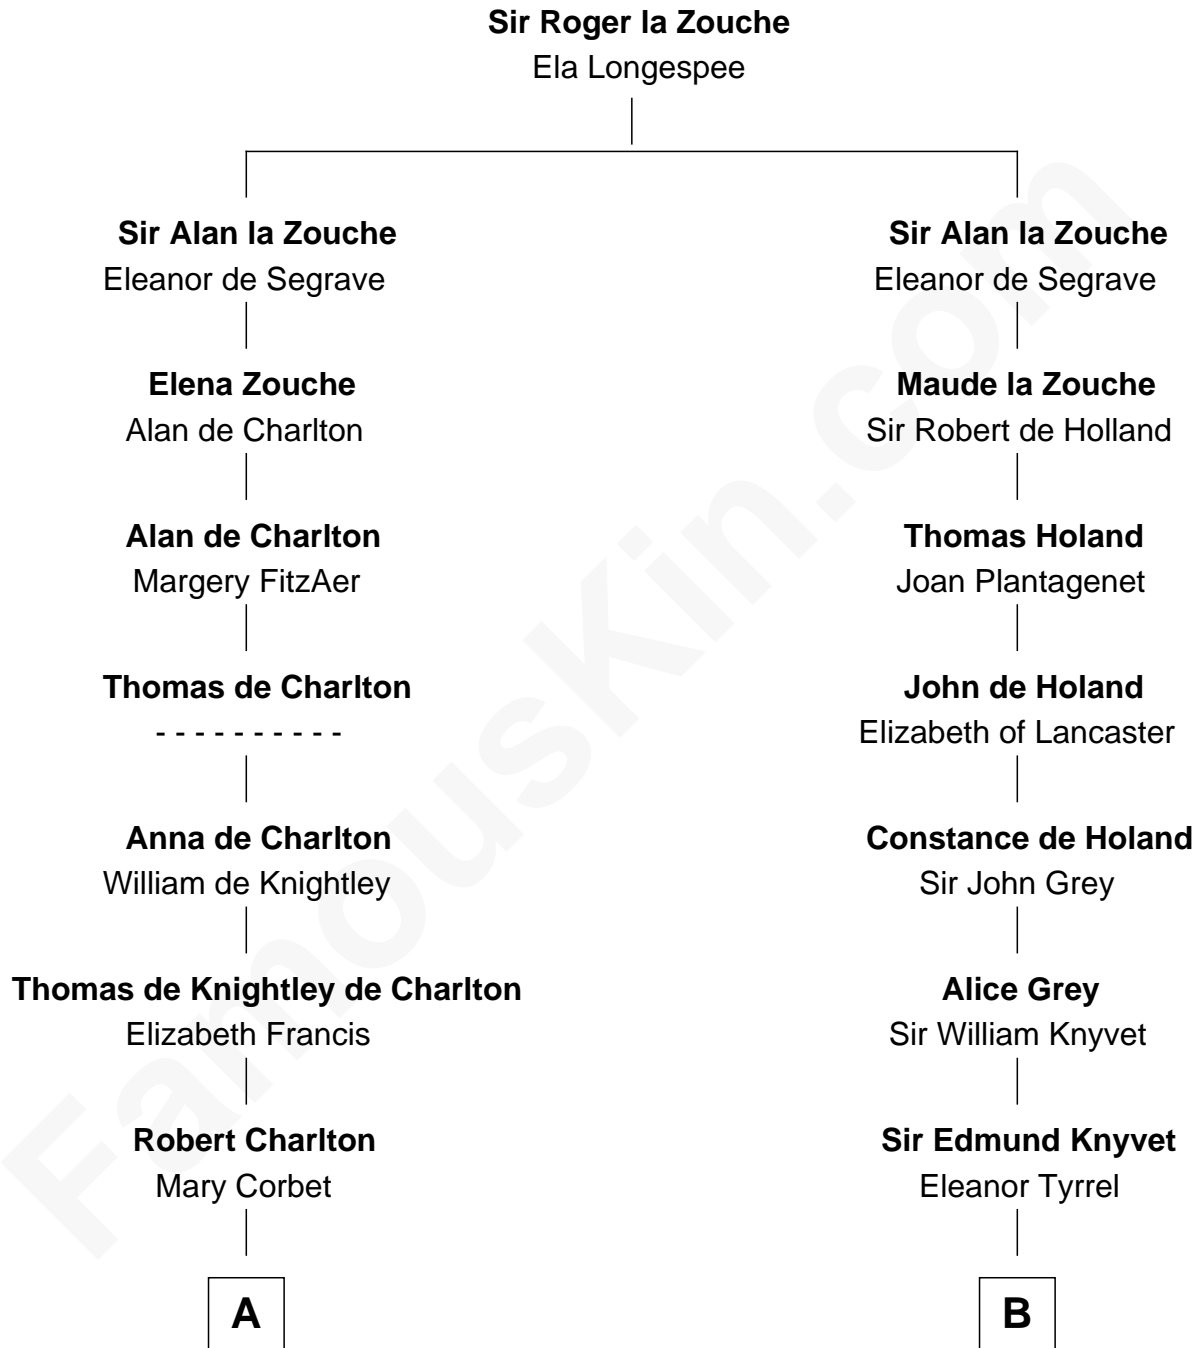 Sir Roger la Zouche
Ela Longespee
Sir Alan la Zouche
Eleanor de Segrave
Sir Alan la Zouche
Eleanor de Segrave
Elena Zouche
Alan de Charlton
Maude la Zouche
Sir Robert de Holland
Alan de Charlton
Margery FitzAer
Thomas Holand
Joan Plantagenet
Thomas de Charlton
- - - - - - - - - -
John de Holand
Elizabeth of Lancaster
Anna de Charlton
William de Knightley
Constance de Holand
Sir John Grey
Thomas de Knightley de Charlton
Elizabeth Francis
Alice Grey
Sir William Knyvet
Robert Charlton
Mary Corbet
Sir Edmund Knyvet
Eleanor Tyrrel
A
B
FamousKin.com